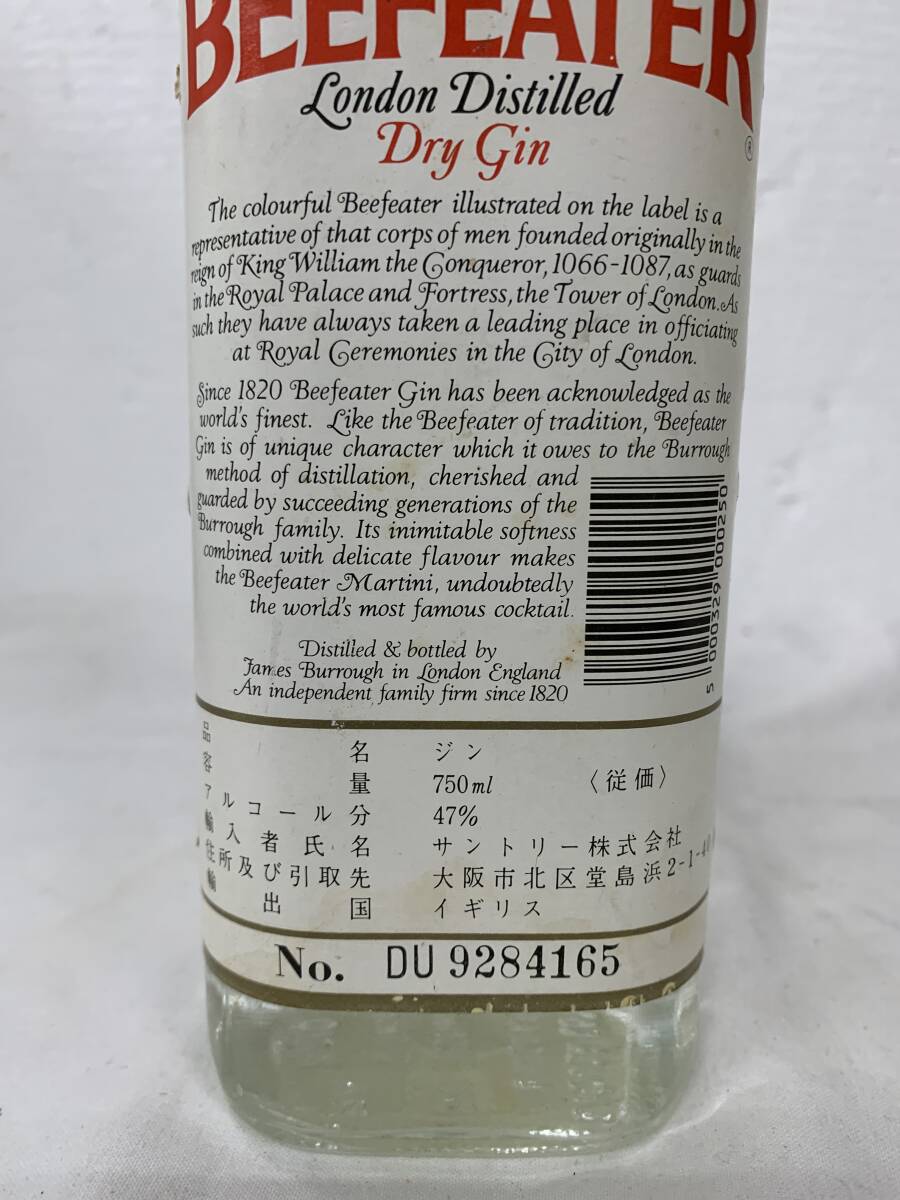 BEEFEATER
®
London Distilled
Dry Gin
The colourful Beefeater illustrated on the label is a
representative of that corps of men founded originally in the
reign of King William the Conqueror, 1066-1087, as guards
in the Royal Palace and Fortress, the Tower of London. As
such they have always taken a leading place in officiating
at Royal Ceremonies in the City of London.
Since 1820 Beefeater Gin has been acknowledged as the
world's finest. Like the Beefeater of tradition, Beefeater
Gin is of unique character which it owes to the Burrough
method of distillation, cherished and
guarded by succeeding generations of the
Burrough family. Its inimitable softness
combined with delicate flavour makes
the Beefeater Martini, undoubtedly
the world's most famous cocktail.
5 000329 000250
Distilled & bottled by
James Burrough in London England
An independent family firm since 1820
品名 ジン
容量 750ml 〈従価〉
アルコール分 47%
輸入者氏名 サントリー株式会社
住所及び引取先 大阪市北区堂島浜2-1-40
輸出国 イギリス
No. DU 9284165